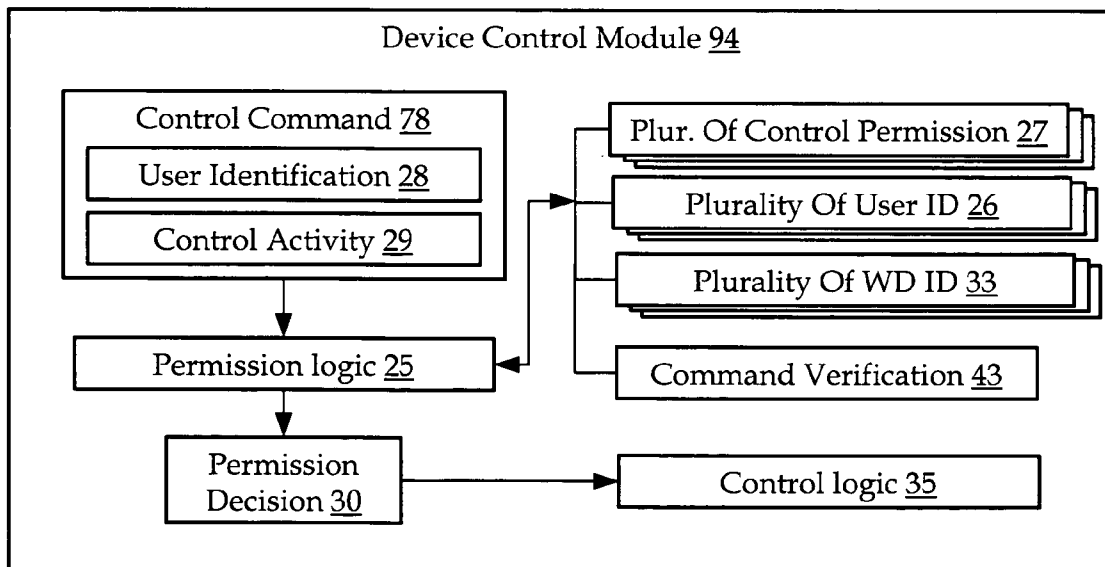 Device Control Module 94
Control Command 78
User Identification 28
Control Activity 29
Plur. Of Control Permission 27
Plurality Of User ID 26
Plurality Of WD ID 33
Command Verification 43
Permission logic 25
Permission
Decision 30
Control logic 35